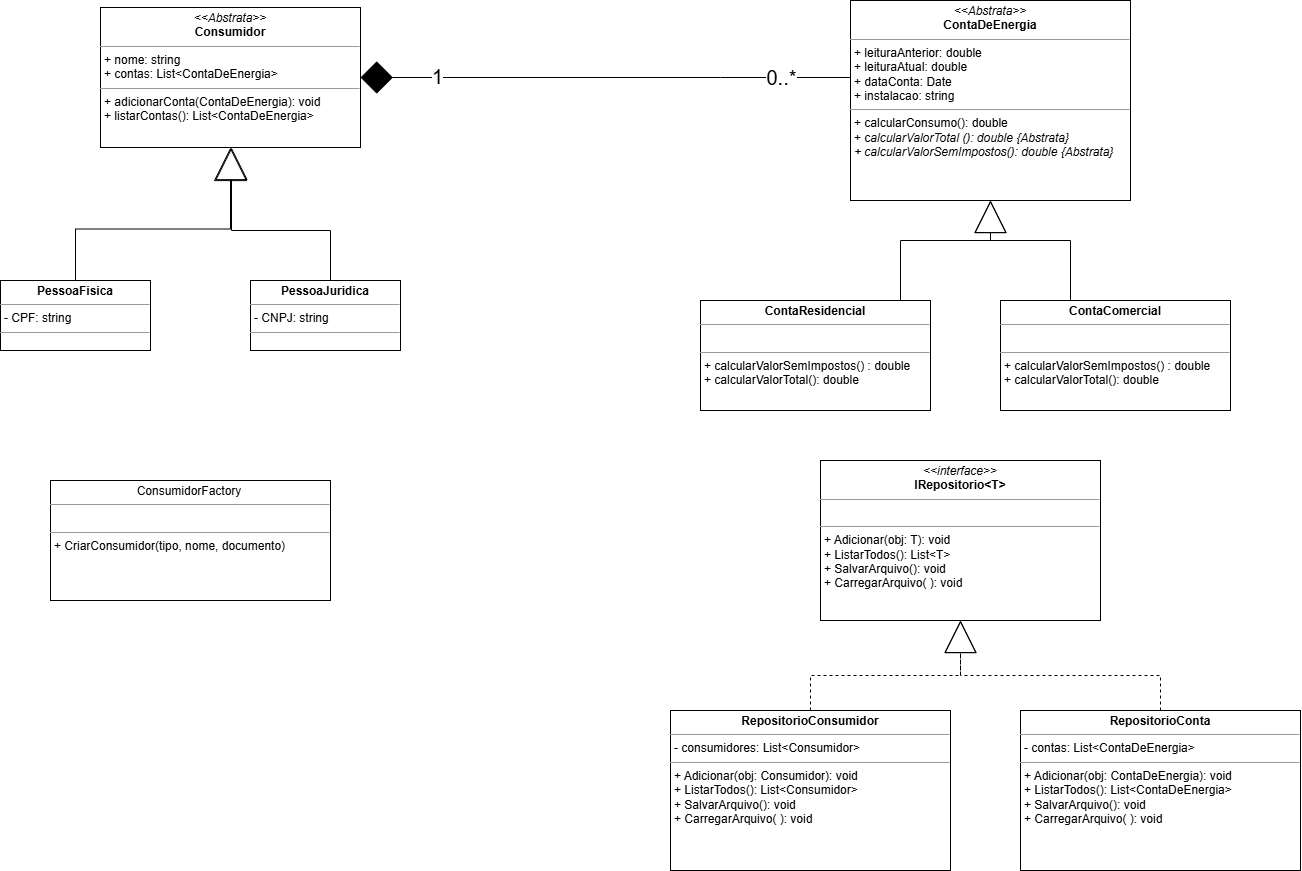 <<Abstrata>>
Consumidor
+ nome: string
+ contas: List<ContaDeEnergia>
+ adicionarConta(ContaDeEnergia): void
+ listarContas(): List<ContaDeEnergia>
1
0..*
<<Abstrata>>
ContaDeEnergia
+ leituraAnterior: double
+ leituraAtual: double
+ dataConta: Date
+ instalacao: string
+ calcularConsumo(): double
+ calcularValorTotal (): double {Abstrata}
+ calcularValorSemImpostos(): double {Abstrata}
PessoaFisica
- CPF: string
PessoaJuridica
- CNPJ: string
ContaResidencial
+ calcularValorSemImpostos() : double
+ calcularValorTotal(): double
ContaComercial
+ calcularValorSemImpostos() : double
+ calcularValorTotal(): double
ConsumidorFactory
+ CriarConsumidor(tipo, nome, documento)
<<interface>>
IRepositorio<T>
+ Adicionar(obj: T): void
+ ListarTodos(): List<T>
+ SalvarArquivo(): void
+ CarregarArquivo( ): void
RepositorioConsumidor
- consumidores: List<Consumidor>
+ Adicionar(obj: Consumidor): void
+ ListarTodos(): List<Consumidor>
+ SalvarArquivo(): void
+ CarregarArquivo( ): void
RepositorioConta
- contas: List<ContaDeEnergia>
+ Adicionar(obj: ContaDeEnergia): void
+ ListarTodos(): List<ContaDeEnergia>
+ SalvarArquivo(): void
+ CarregarArquivo( ): void